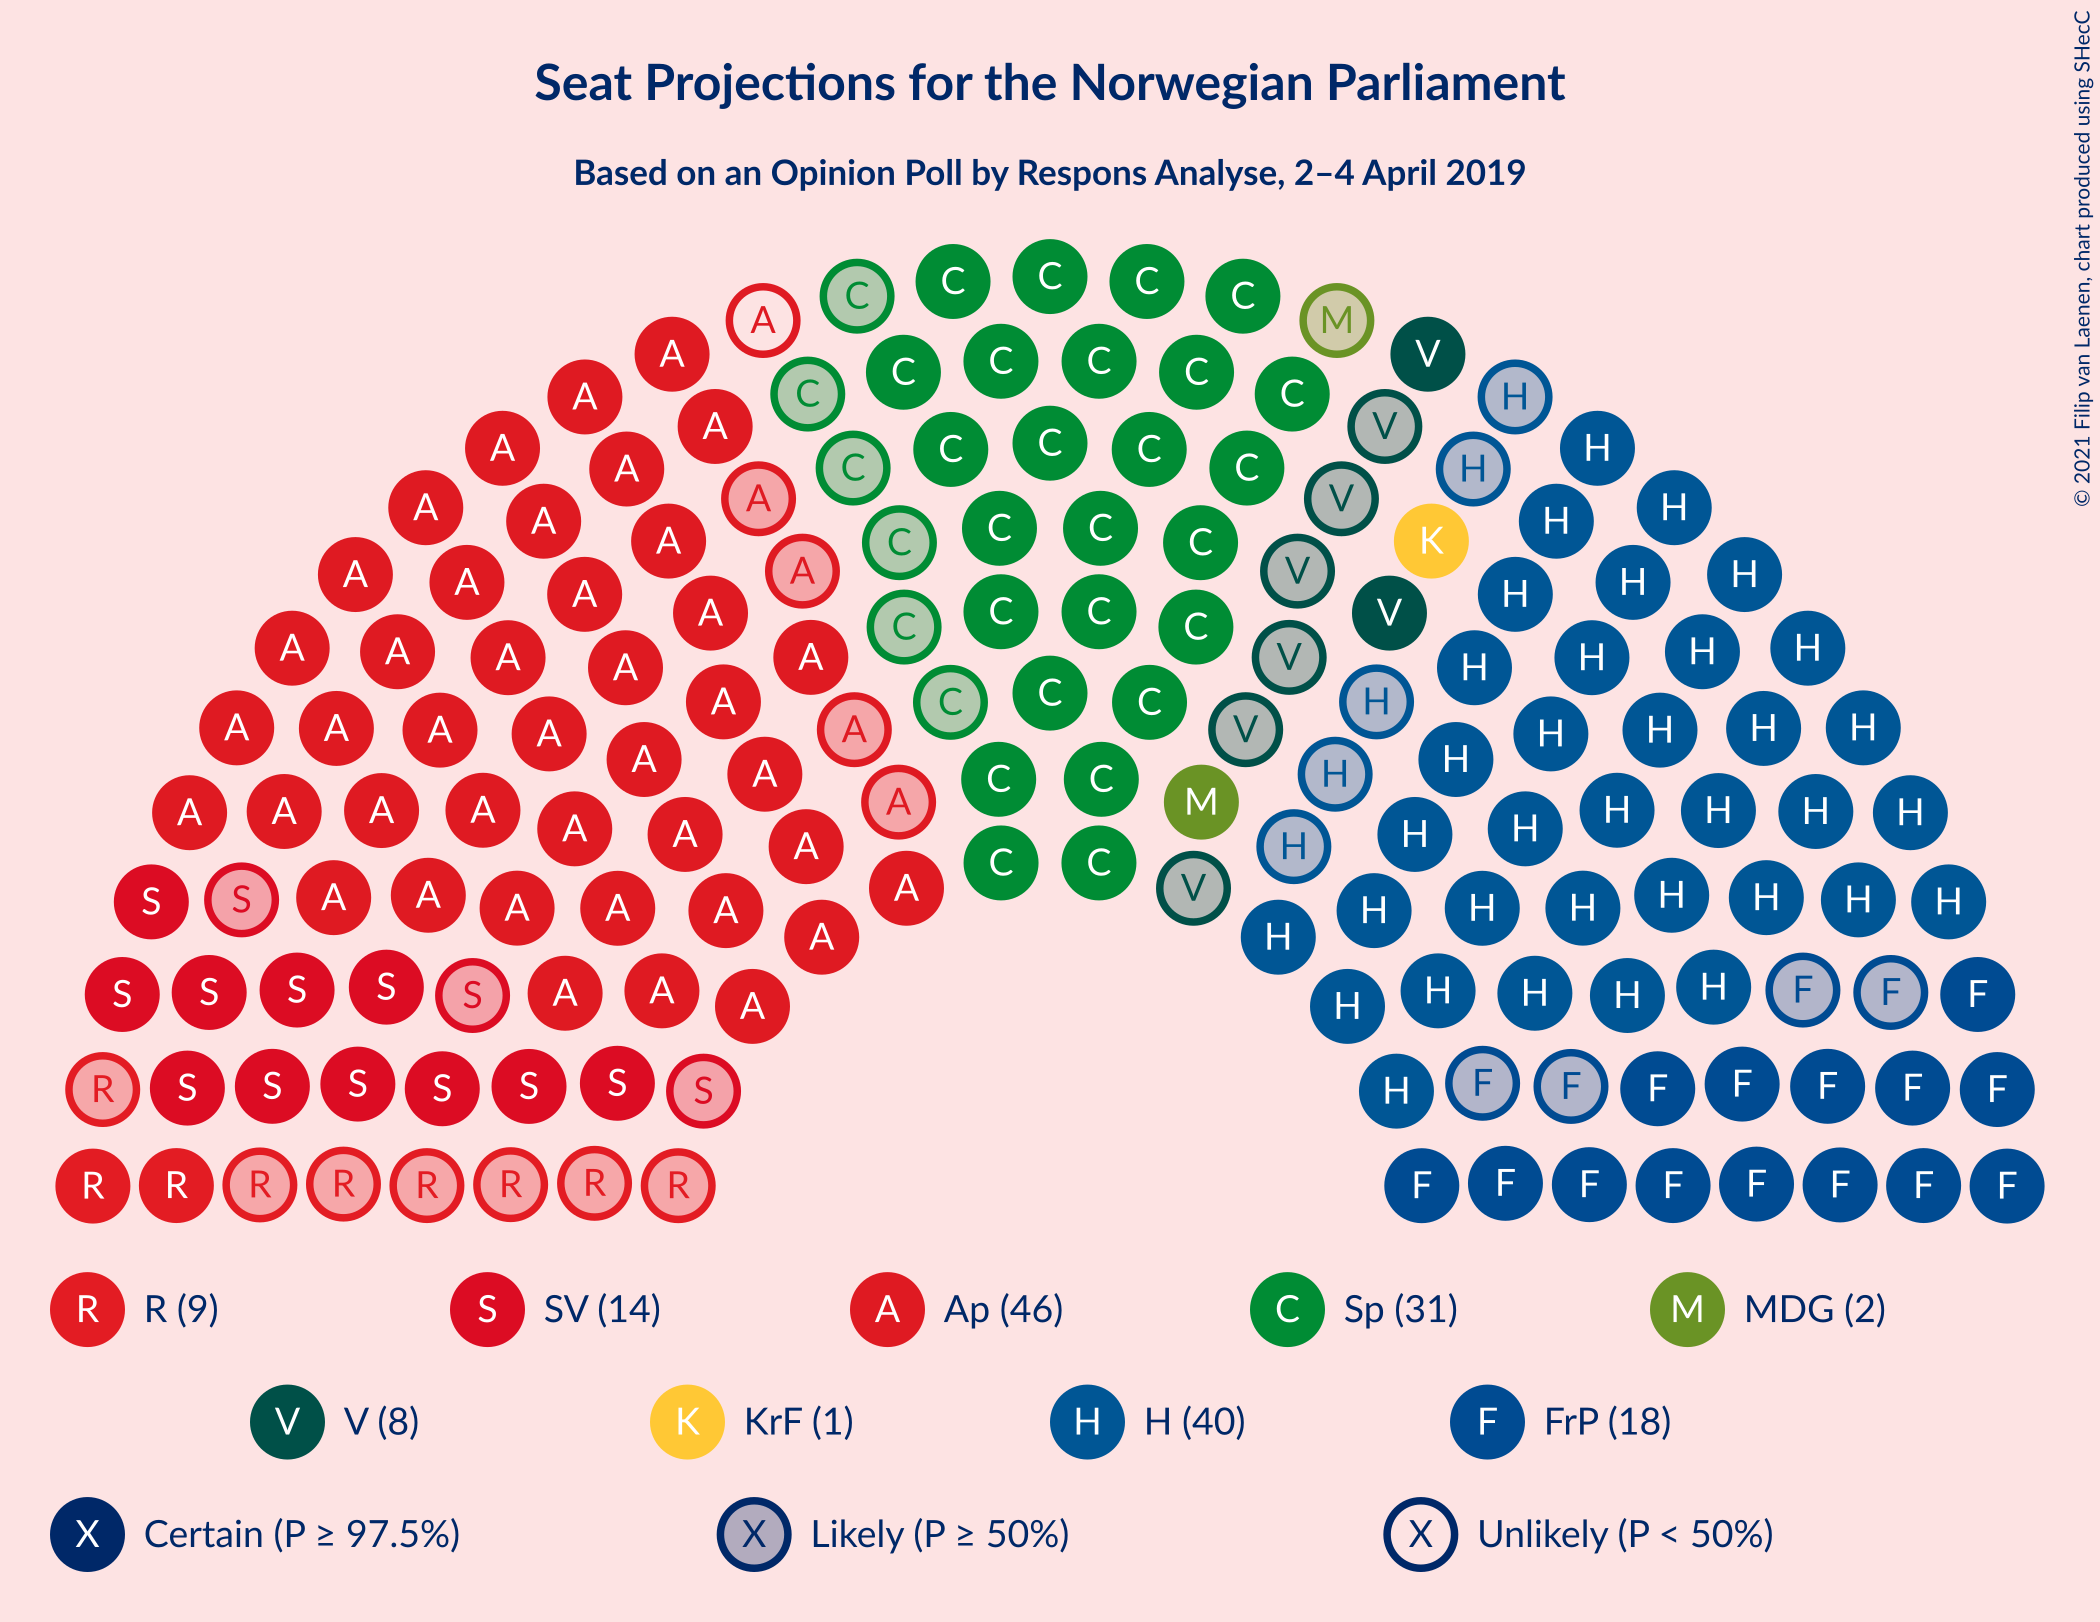 © 2021 Filip van Laenen, chart produced using SHecC
Seat Projections for the Norwegian Parliament
Based on an Opinion Poll by Respons Analyse, 2–4 April 2019
C C C C C
A M
A C C C C V
A C C H
A A C C C V H
A C C H
A A V H
A A C C C C K H
A A A A V H H H
A C C C C V
A A A A A V H H H H
A C C C H
A A A A A V H H H H
A A C C H H
A A A A A A A M H H H H H H
A C C H
S S A A A A A A V H H H H H H H
A H
S S S S S A A A H H H H H F F F
R S S S S S S S H F F F F F F F
R R R R R R R R F F F F F F F F
R R (9) S SV (14) A Ap (46) C Sp (31) M MDG (2)
V V (8) K KrF (1) H H (40) F FrP (18)
X Certain (P ≥ 97.5%) X Likely (P ≥ 50%) X Unlikely (P < 50%)